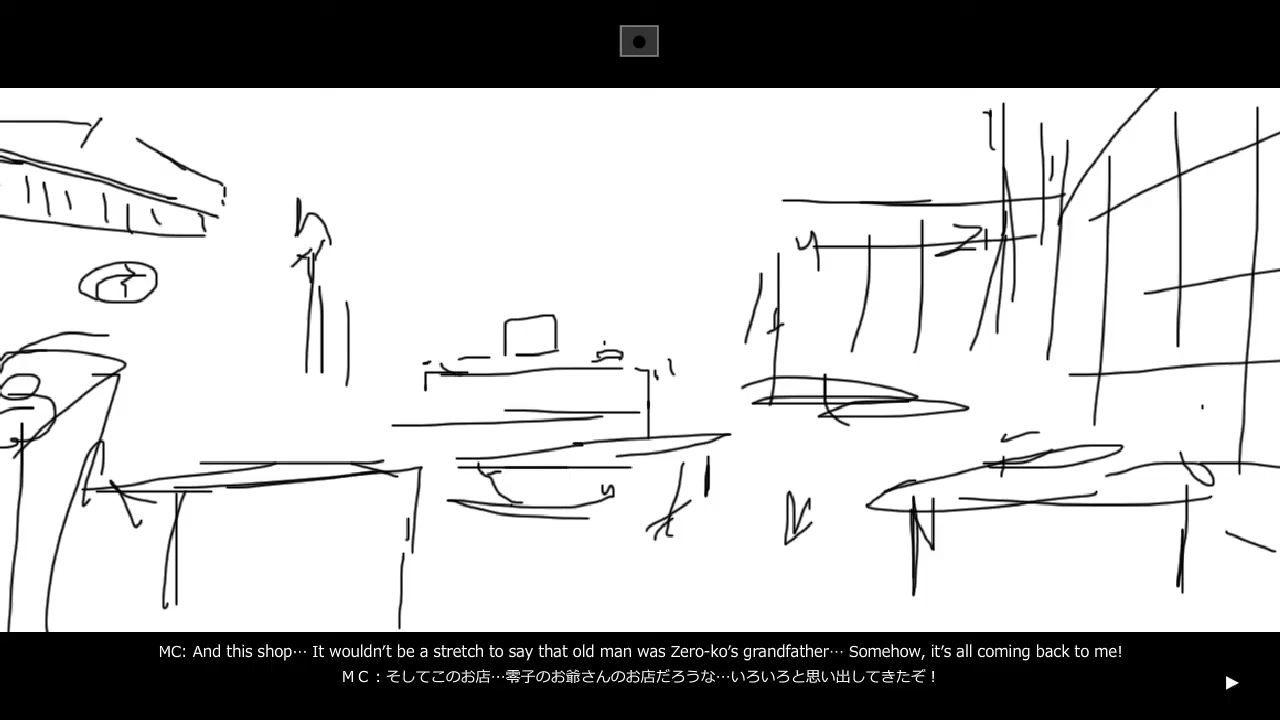 MC: And this shop… It wouldn't be a stretch to say that old man was Zero-ko's grandfather… Somehow, it's all coming back to me!
ＭＣ：そしてこのお店…零子のお爺さんのお店だろうな…いろいろと思い出してきたぞ！